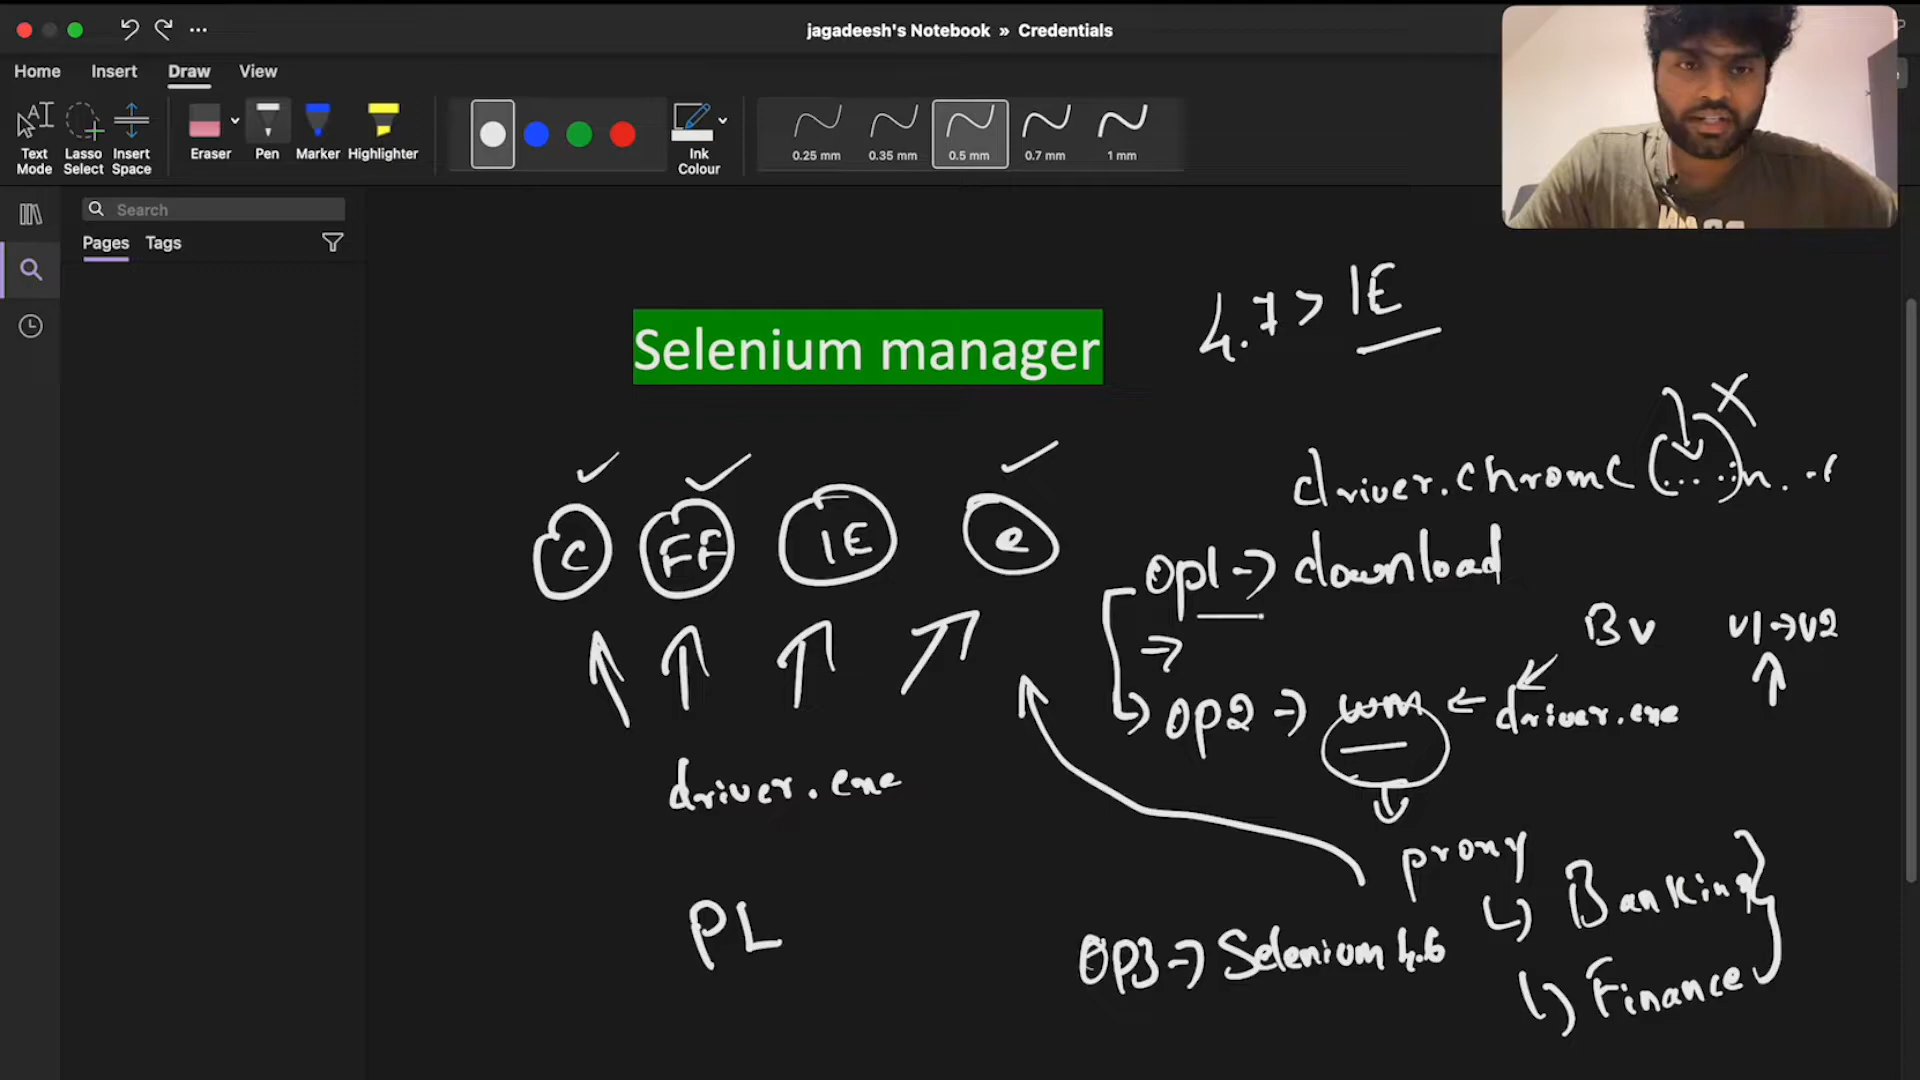 jagadeesh's Notebook » Credentials
Home Insert Draw View
Text Mode
Lasso Select
Insert Space
Eraser
Pen
Marker
Highlighter
Ink Colour
0.25 mm
0.35 mm
0.5 mm
0.7 mm
1 mm
Search
Pages Tags
4.7 > IE
Selenium manager
driver.chrome (.....)
C FF IE e
OP1 → download
→
BV V1→V2
OP2 → WM ← driver.exe
driver.exe
proxy
Banking
PL
OP3 → Selenium 4.6
Finance